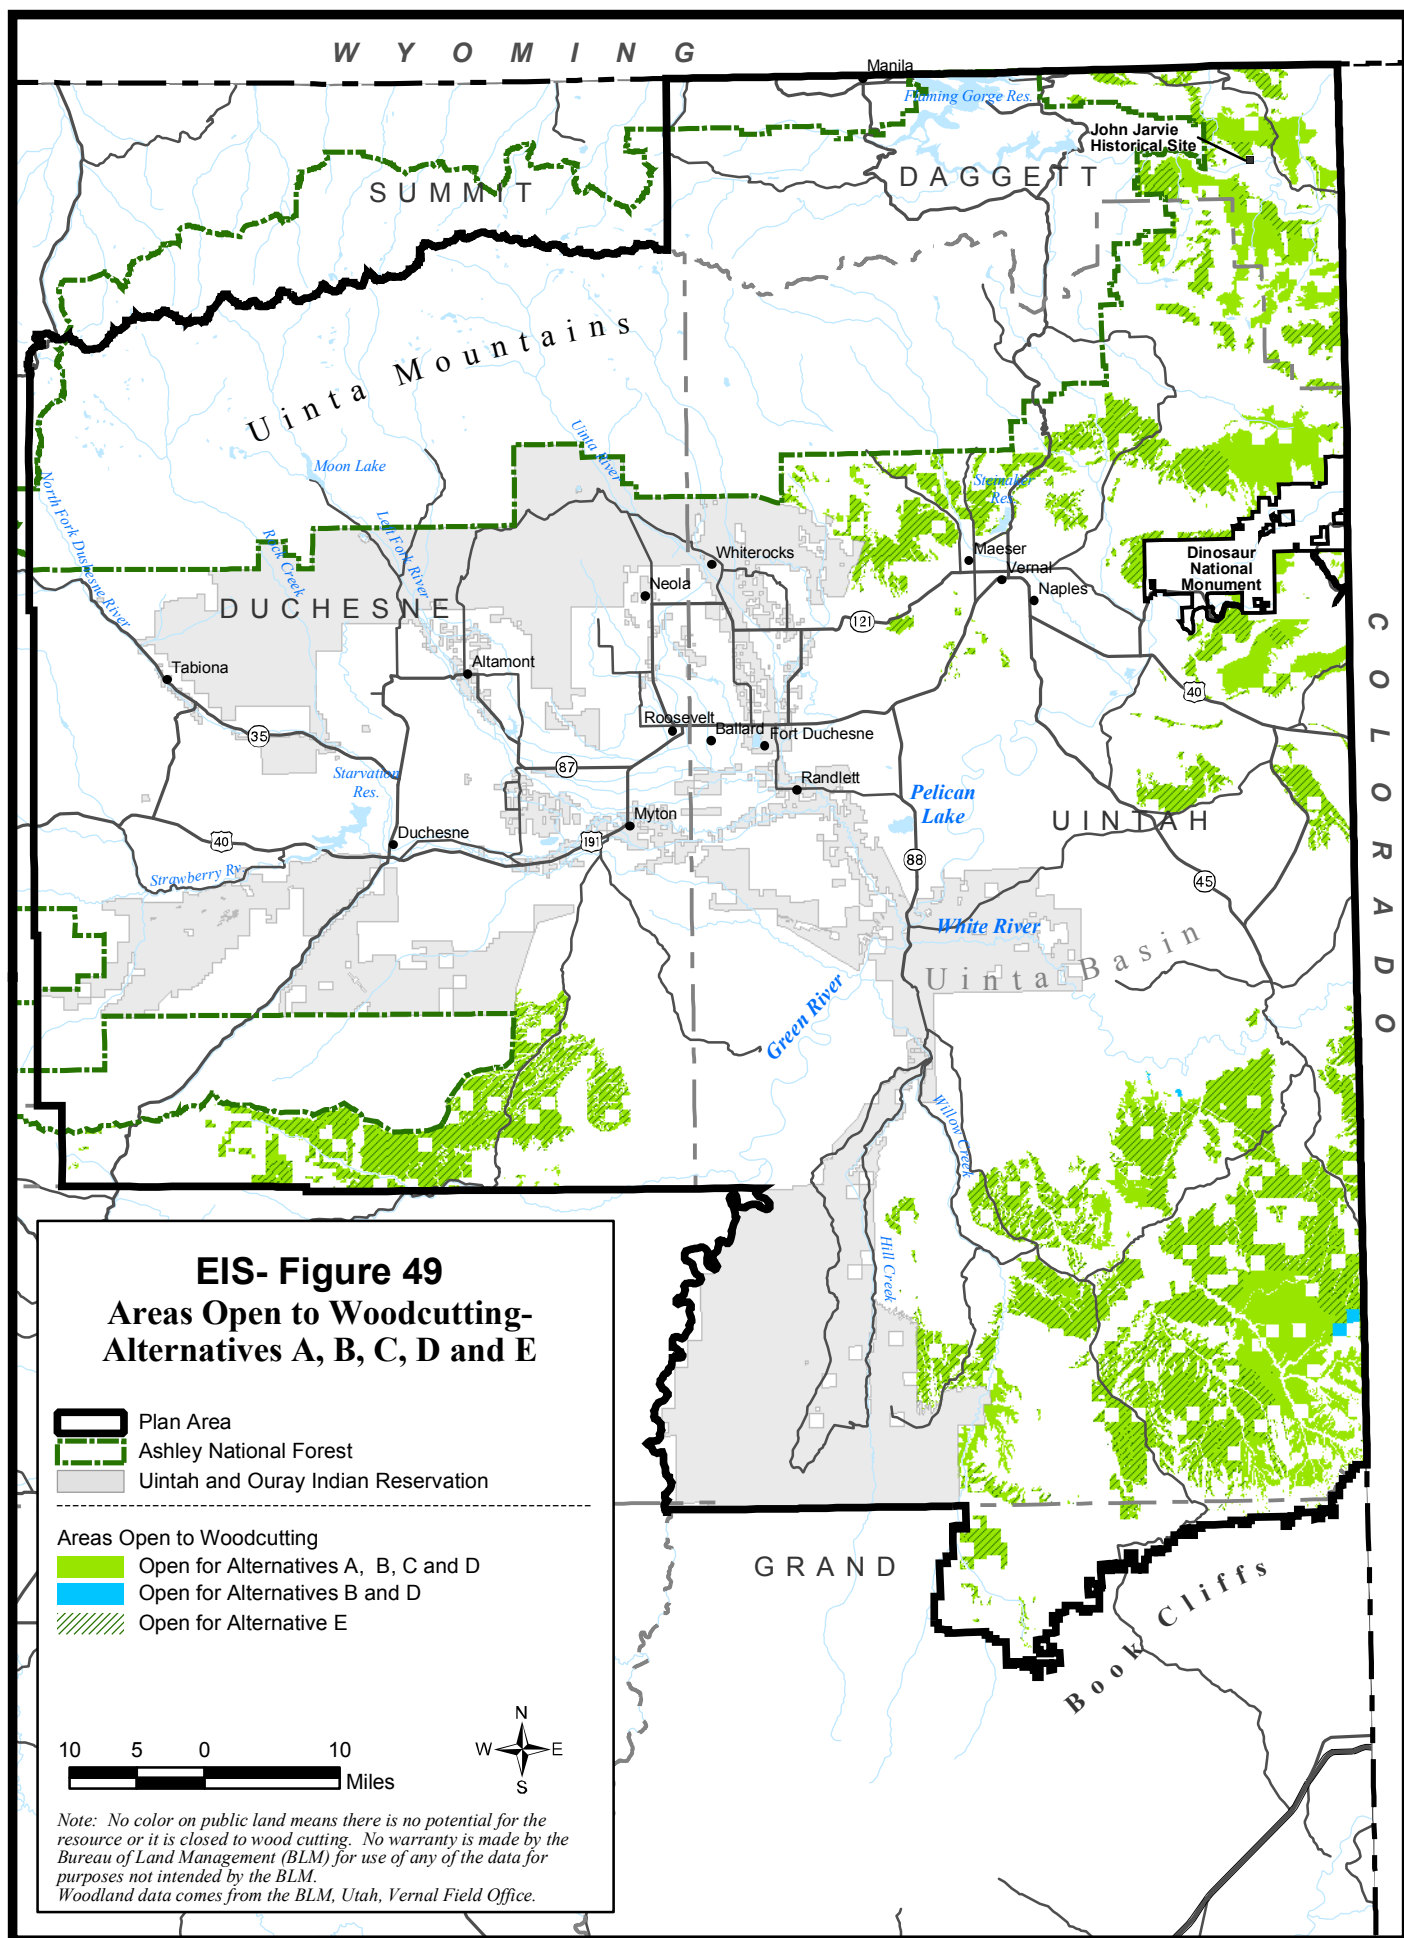 WYOMING
Manila
Flaming Gorge Res.
John Jarvie
Historical Site
DAGGETT
SUMMIT
Uinta Mountains
Uinta River
Moon Lake
North Fork Duchesne River
Rock Creek
Left Fork River
Steinaker
Res.
Whiterocks
Maeser
Vernal
Naples
Neola
Dinosaur
National
Monument
DUCHESNE
121
COLORADO
Tabiona
Altamont
40
35
Roosevelt
Ballard
Fort Duchesne
87
Starvation
Res.
Randlett
Pelican
Lake
UINTAH
Myton
Duchesne
40
191
88
45
Strawberry Rv
White River
Uinta Basin
Green River
Willow Creek
Hill Creek
EIS- Figure 49
Areas Open to Woodcutting-
Alternatives A, B, C, D and E
Plan Area
Ashley National Forest
Uintah and Ouray Indian Reservation
Areas Open to Woodcutting
Open for Alternatives A, B, C and D
Open for Alternatives B and D
Open for Alternative E
GRAND
Book Cliffs
N
W E
S
10 5 0 10
Miles
Note: No color on public land means there is no potential for the
resource or it is closed to wood cutting. No warranty is made by the
Bureau of Land Management (BLM) for use of any of the data for
purposes not intended by the BLM.
Woodland data comes from the BLM, Utah, Vernal Field Office.